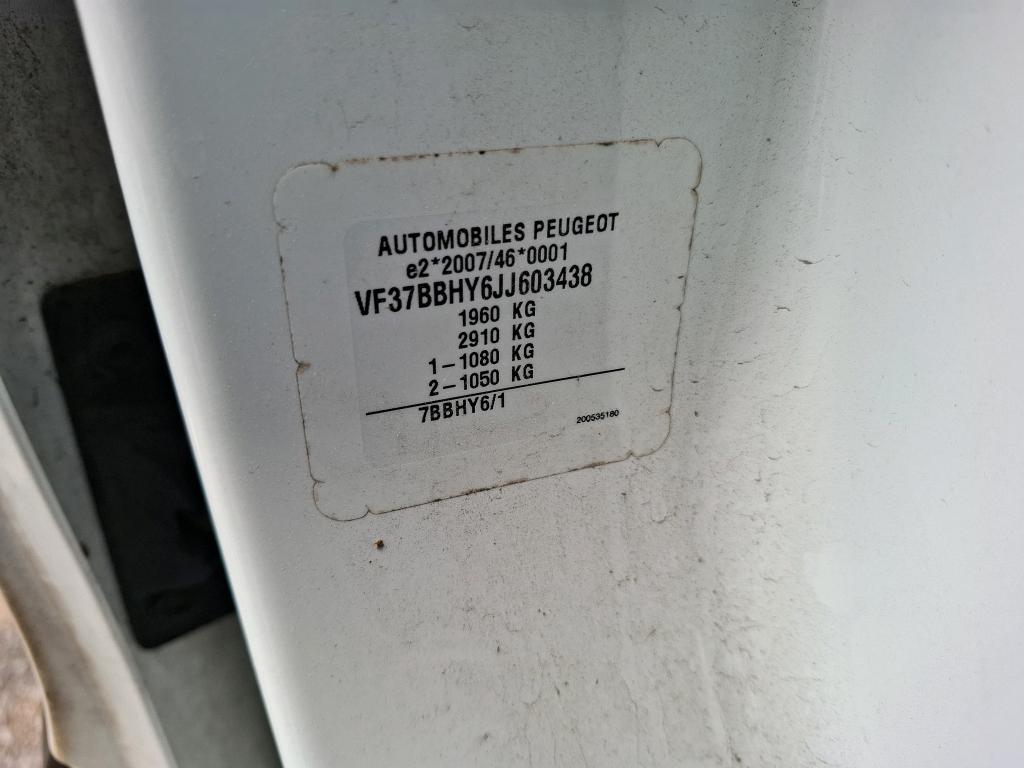 AUTOMOBILES PEUGEOT
e2*2007/46*0001
VF37BBHY6JJ603438
1960 KG
2910 KG
1-1080 KG
2-1050 KG
7BBHY6/1
200535180